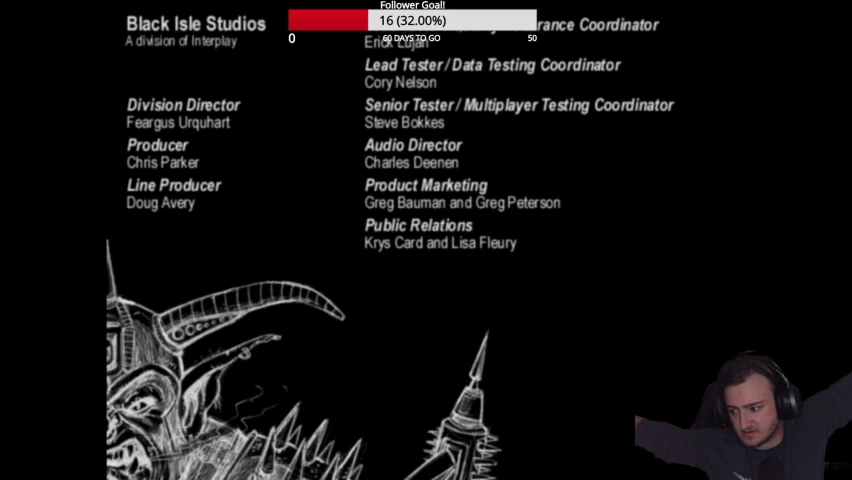 Follower Goal!
16 (32.00%)
0
60 DAYS TO GO
50
Black Isle Studios
A division of Interplay
Division Director
Feargus Urquhart
Producer
Chris Parker
Line Producer
Doug Avery
Coordinator
Erick Lujan
Lead Tester / Data Testing Coordinator
Cory Nelson
Senior Tester / Multiplayer Testing Coordinator
Steve Bokkes
Audio Director
Charles Deenen
Product Marketing
Greg Bauman and Greg Peterson
Public Relations
Krys Card and Lisa Fleury